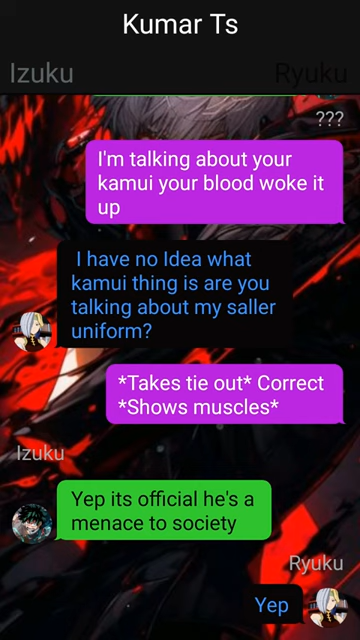 Kumar Ts
Izuku
Ryuku
???
I'm talking about your
kamui your blood woke it
up
I have no Idea what
kamui thing is are you
talking about my saller
uniform?
*Takes tie out* Correct
*Shows muscles*
Izuku
Yep its official he's a
menace to society
Ryuku
Yep